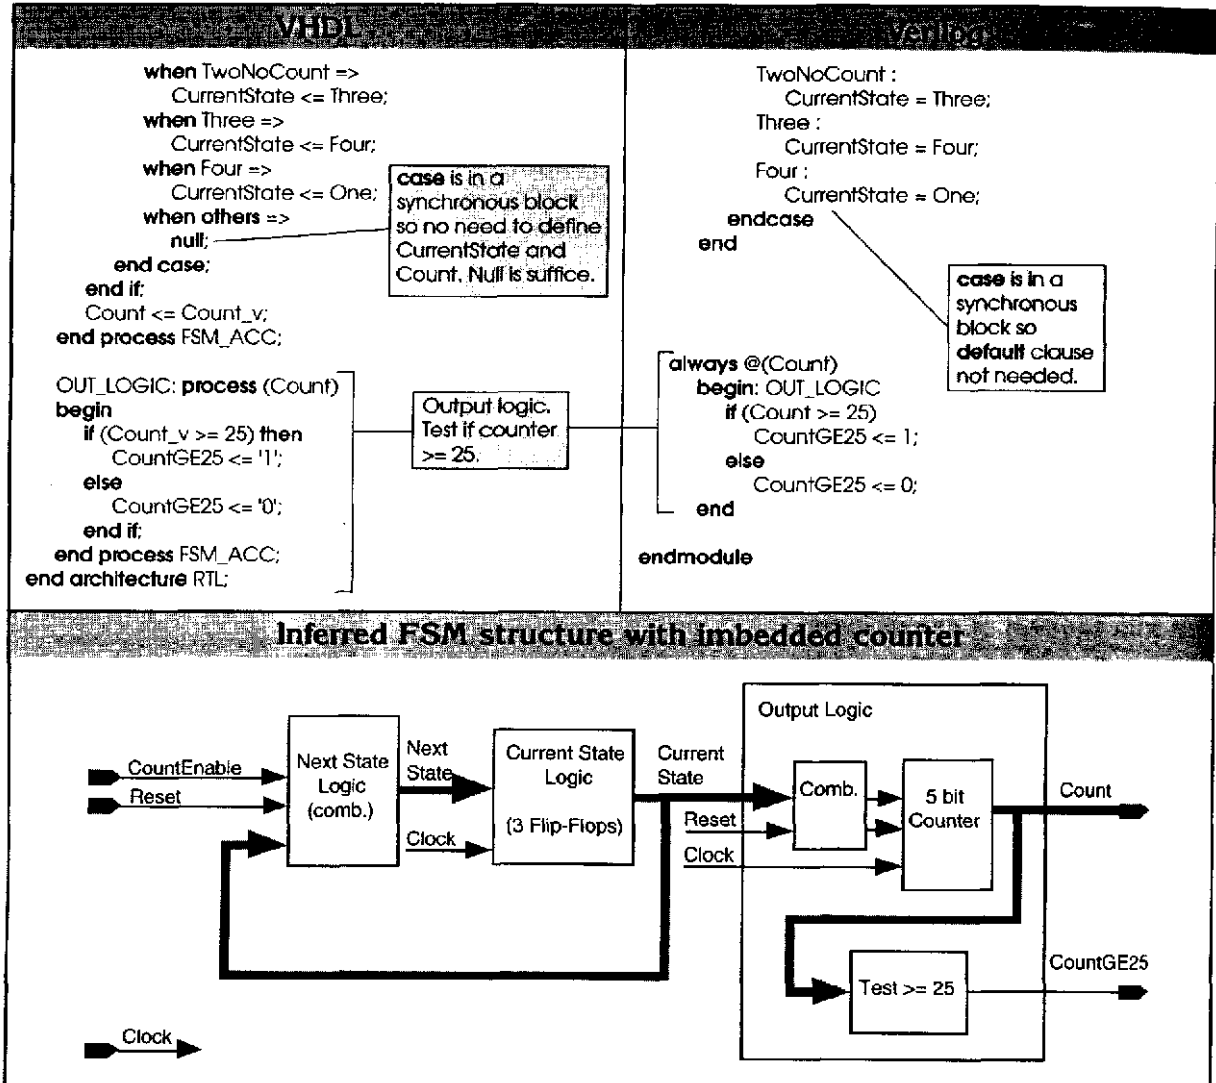 VHDL
when TwoNoCount =>
CurrentState <= Three;
when Three =>
CurrentState <= Four;
when Four =>
CurrentState <= One;
when others =>
null;
end case;
end if;
Count <= Count_v;
end process FSM_ACC;
OUT_LOGIC: process (Count)
begin
if (Count_v >= 25) then
CountGE25 <= '1';
else
CountGE25 <= '0';
end if;
end process FSM_ACC;
end architecture RTL;
case is in a
synchronous block
so no need to define
CurrentState and
Count. Null is suffice.
Output logic.
Test if counter
>= 25.
Verilog
TwoNoCount :
CurrentState = Three;
Three :
CurrentState = Four;
Four :
CurrentState = One;
endcase
end
case is in a
synchronous
block so
default clause
not needed.
always @(Count)
begin: OUT_LOGIC
if (Count >= 25)
CountGE25 <= 1;
else
CountGE25 <= 0;
end
endmodule
Inferred FSM structure with imbedded counter
CountEnable
Reset
Next State
Logic
(comb.)
Next
State
Clock
Current State
Logic
(3 Flip-Flops)
Current
State
Reset
Clock
Output Logic
Comb.
5 bit
Counter
Count
Test >= 25
CountGE25
Clock